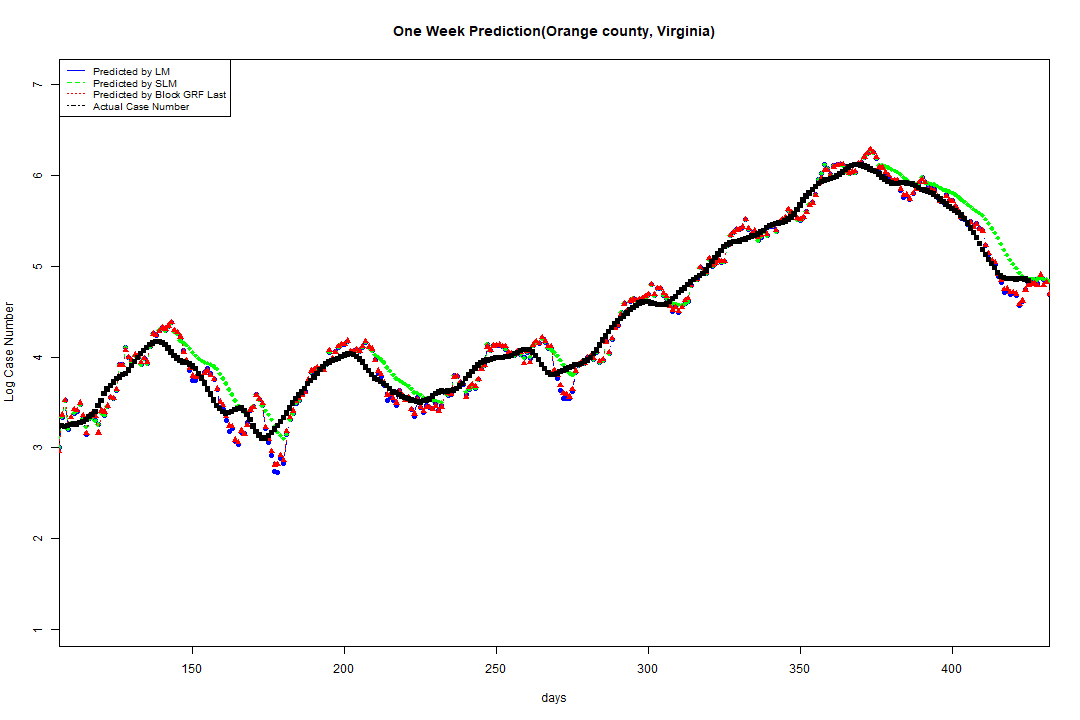 One Week Prediction(Orange county, Virginia)
Predicted by LM
Predicted by SLM
Predicted by Block GRF Last
Actual Case Number
7
6
5
4
3
2
1
Log Case Number
150 200 250 300 350 400
days